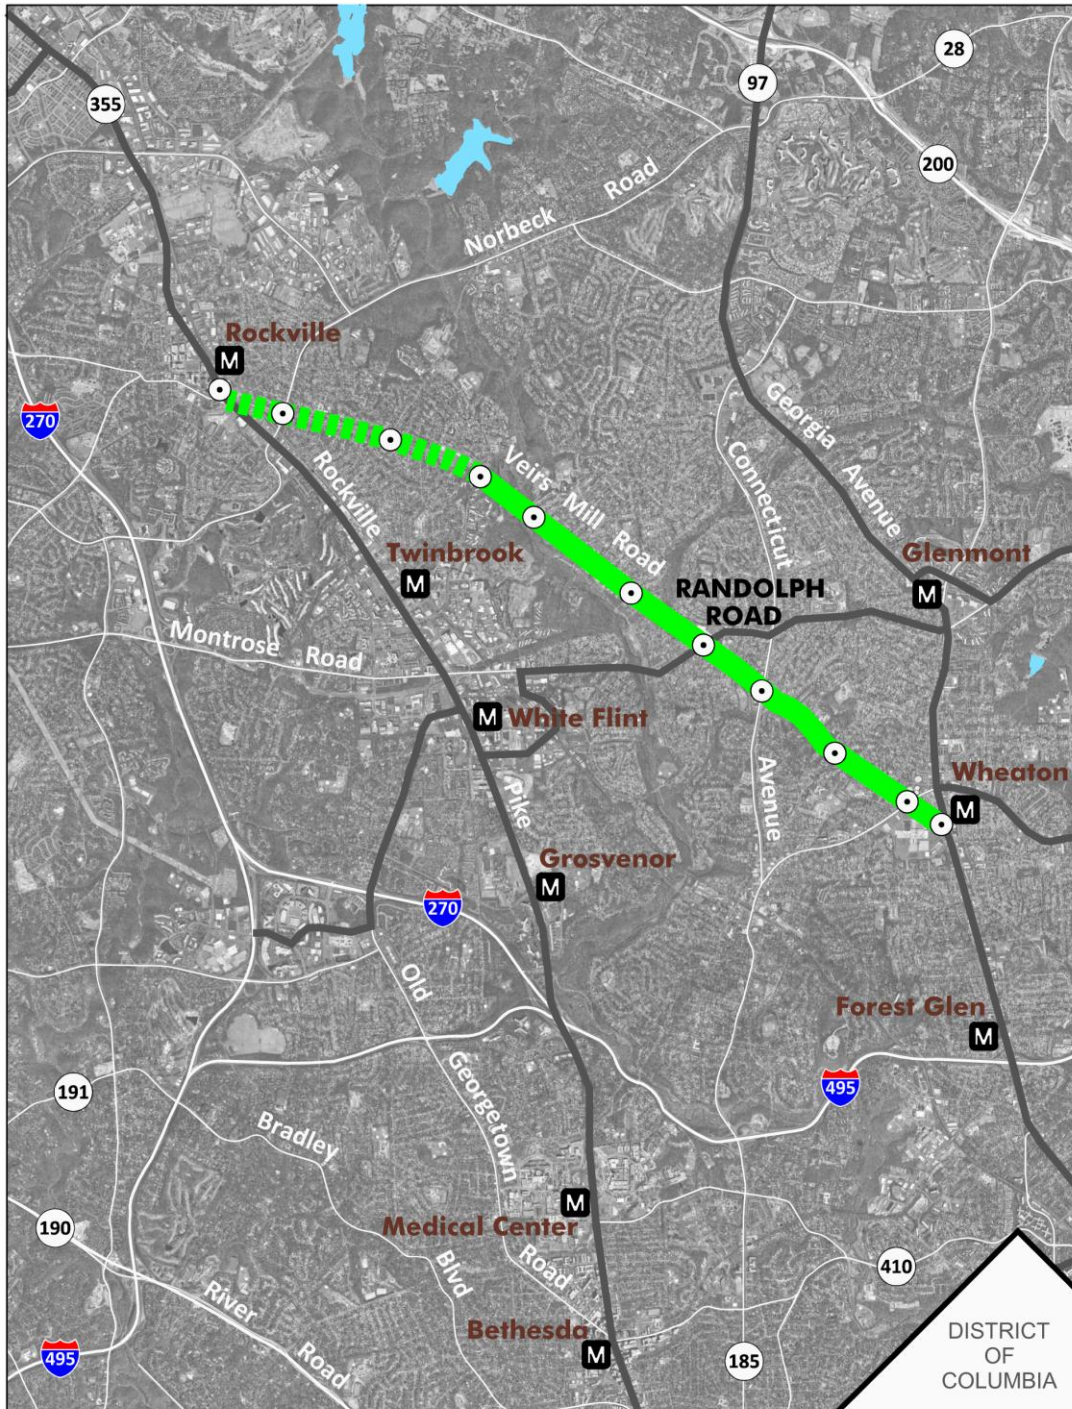 28
97
355
200
Norbeck Road
Rockville
M
270
Georgia Avenue
Connecticut Avenue
Veirs Mill Road
Rockville Pike
Twinbrook
M
Glenmont
M
RANDOLPH
ROAD
Montrose Road
M
White Flint
Wheaton
M
Grosvenor
M
270
Old Georgetown Road
Forest Glen
M
495
191
Bradley Blvd
M
Medical Center
190
River Road
410
Bethesda
M
495
185
DISTRICT
OF
COLUMBIA